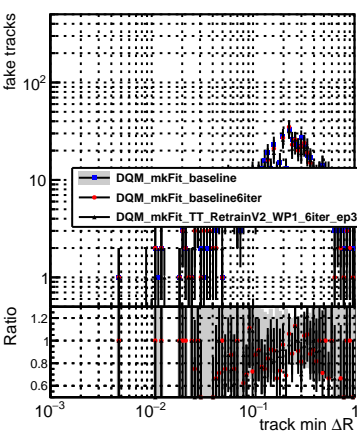 fake tracks
10²
10
1
DQM_mkFit_baseline
DQM_mkFit_baseline6iter
DQM_mkFit_TT_RetrainV2_WP1_6iter_ep3
Ratio
1.2
1
0.8
0.6
10⁻³ 10⁻² 10⁻¹ 1
track min ΔR